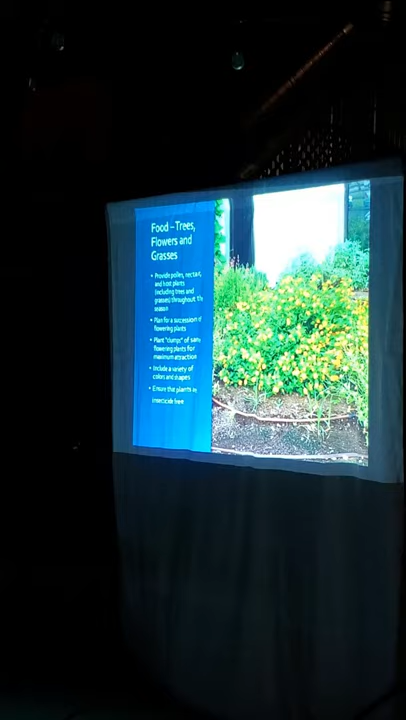 Food – Trees,
Flowers and
Grasses
• Provide pollen, nectar,
and host plants
(including trees and
grasses) throughout the
season
• Plan for a succession of
flowering plants
• Plant "clumps" of same
flowering plants for
maximum attraction
• Include a variety of
colors and shapes
• Ensure that plants are
insecticide free